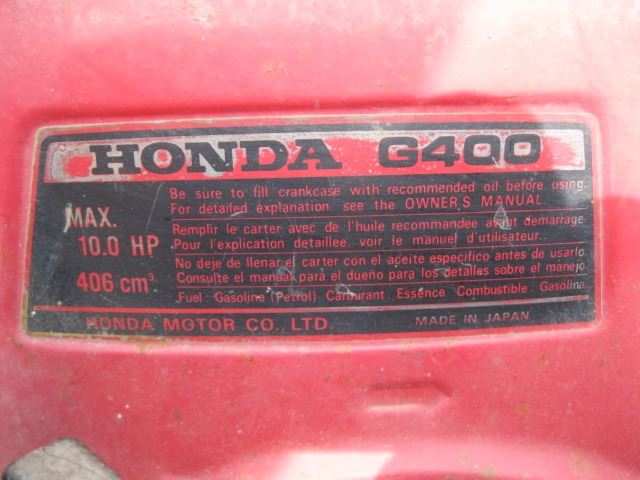 HONDA G400
MAX.
10.0 HP
406 cm³
Be sure to fill crankcase with recommended oil before using.
For detailed explanation, see the OWNER'S MANUAL.
Remplir le carter avec de l'huile recommandee avant demarrage
Pour l'explication detaillee, voir le manuel d'utilisateur.
No deje de llenar el carter con el aceite especifico antes de usarlo.
Consulte el manual pará el dueño para los detalles sobre el manejo.
Fuel: Gasoline (Petrol) Carburant: Essence Combustible: Gasolina
HONDA MOTOR CO., LTD.
MADE IN JAPAN